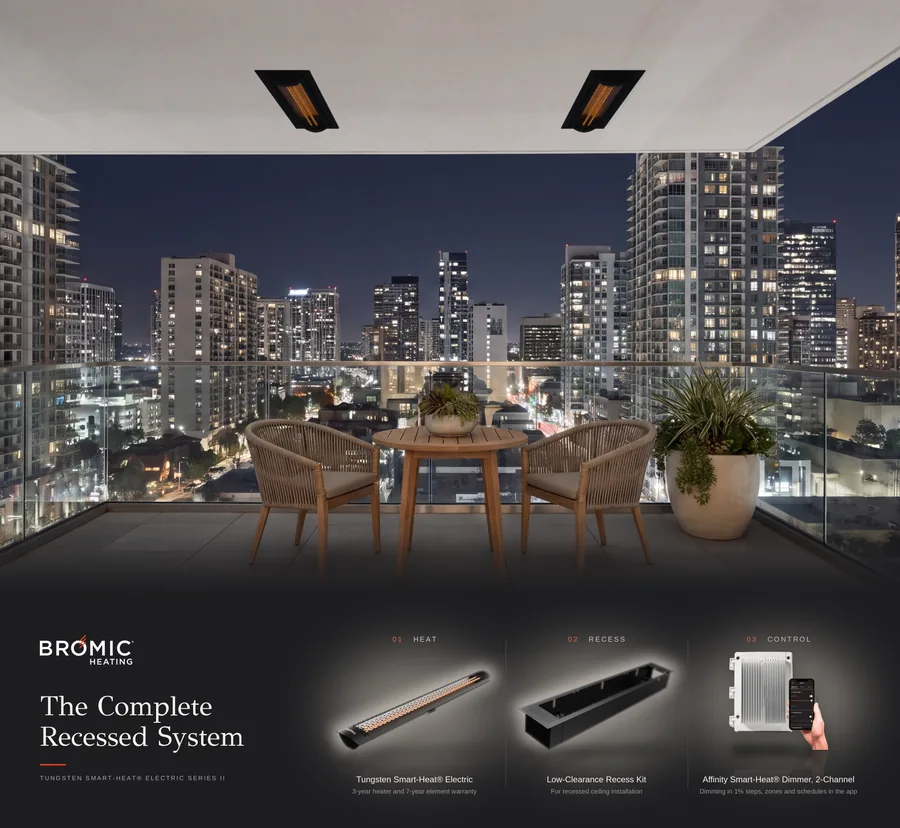 BROMIC
HEATING
The Complete
Recessed System
TUNGSTEN SMART-HEAT® ELECTRIC SERIES II
01 HEAT
Tungsten Smart-Heat® Electric
3-year heater and 7-year element warranty
02 RECESS
Low-Clearance Recess Kit
For recessed ceiling installation
03 CONTROL
Affinity Smart-Heat® Dimmer, 2-Channel
Dimming in 1% steps, zones and schedules in the app